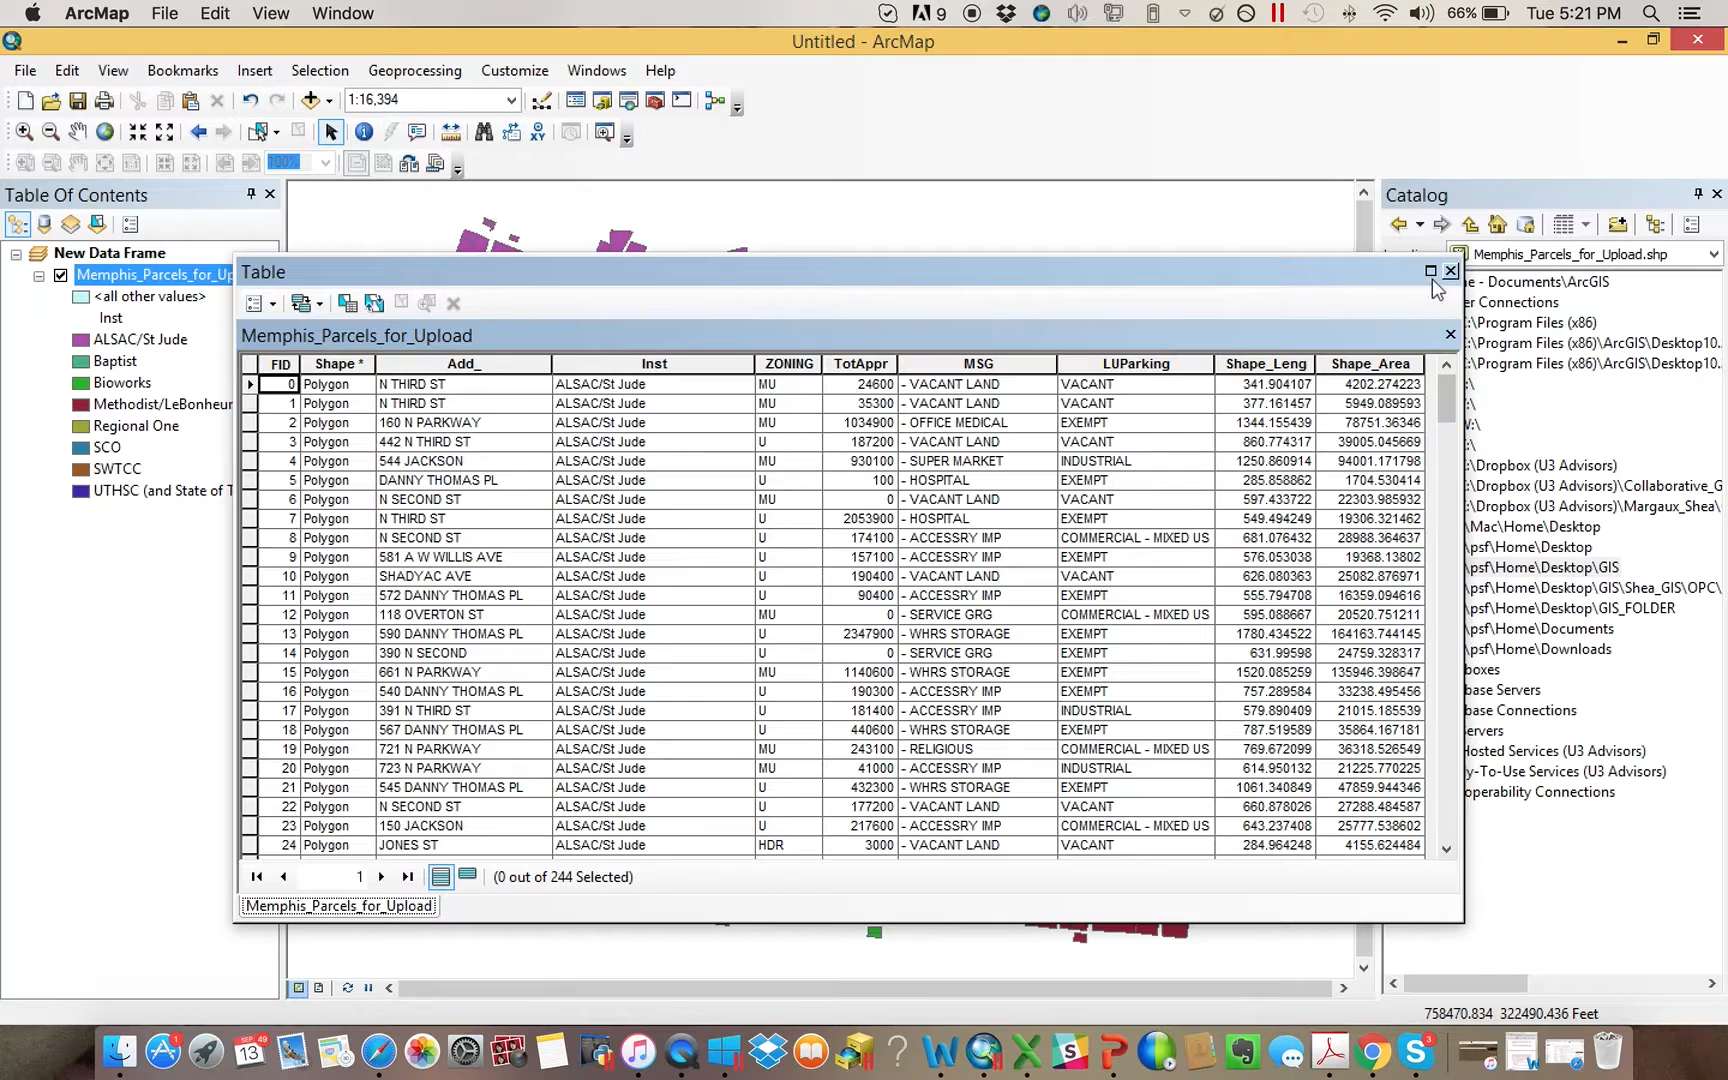 ArcMap File Edit View Window 9 66% Tue 5:21 PM
Untitled - ArcMap
File Edit View Bookmarks Insert Selection Geoprocessing Customize Windows Help
1:16,394
XY
100%
Table Of Contents
New Data Frame
Memphis_Parcels_for_Up
<all other values>
Inst
ALSAC/St Jude
Baptist
Bioworks
Methodist/LeBonheur
Regional One
SCO
SWTCC
UTHSC (and State of T
Table
Memphis_Parcels_for_Upload
FID Shape * Add_ Inst ZONING TotAppr MSG LUParking Shape_Leng Shape_Area
0 Polygon N THIRD ST ALSAC/St Jude MU 24600 - VACANT LAND VACANT 341.904107 4202.274223
1 Polygon N THIRD ST ALSAC/St Jude MU 35300 - VACANT LAND VACANT 377.161457 5949.089593
2 Polygon 160 N PARKWAY ALSAC/St Jude MU 1034900 - OFFICE MEDICAL EXEMPT 1344.155439 78751.36346
3 Polygon 442 N THIRD ST ALSAC/St Jude U 187200 - VACANT LAND VACANT 860.774317 39005.045669
4 Polygon 544 JACKSON ALSAC/St Jude MU 930100 - SUPER MARKET INDUSTRIAL 1250.860914 94001.171798
5 Polygon DANNY THOMAS PL ALSAC/St Jude U 100 - HOSPITAL EXEMPT 285.858862 1704.530414
6 Polygon N SECOND ST ALSAC/St Jude MU 0 - VACANT LAND VACANT 597.433722 22303.985932
7 Polygon N THIRD ST ALSAC/St Jude U 2053900 - HOSPITAL EXEMPT 549.494249 19306.321462
8 Polygon N SECOND ST ALSAC/St Jude U 174100 - ACCESSRY IMP COMMERCIAL - MIXED US 681.076432 28988.364637
9 Polygon 581 A W WILLIS AVE ALSAC/St Jude U 157100 - ACCESSRY IMP EXEMPT 576.053038 19368.13802
10 Polygon SHADYAC AVE ALSAC/St Jude U 190400 - VACANT LAND VACANT 626.080363 25082.876971
11 Polygon 572 DANNY THOMAS PL ALSAC/St Jude U 90400 - ACCESSRY IMP EXEMPT 555.794708 16359.094616
12 Polygon 118 OVERTON ST ALSAC/St Jude MU 0 - SERVICE GRG COMMERCIAL - MIXED US 595.088667 20520.751211
13 Polygon 590 DANNY THOMAS PL ALSAC/St Jude U 2347900 - WHRS STORAGE EXEMPT 1780.434522 164163.744145
14 Polygon 390 N SECOND ALSAC/St Jude U 0 - SERVICE GRG EXEMPT 631.99598 24759.328317
15 Polygon 661 N PARKWAY ALSAC/St Jude MU 1140600 - WHRS STORAGE EXEMPT 1520.085259 135946.398647
16 Polygon 540 DANNY THOMAS PL ALSAC/St Jude U 190300 - ACCESSRY IMP EXEMPT 757.289584 33238.495456
17 Polygon 391 N THIRD ST ALSAC/St Jude U 181400 - ACCESSRY IMP INDUSTRIAL 579.890409 21015.185539
18 Polygon 567 DANNY THOMAS PL ALSAC/St Jude U 440600 - WHRS STORAGE EXEMPT 787.519589 35864.167181
19 Polygon 721 N PARKWAY ALSAC/St Jude MU 243100 - RELIGIOUS COMMERCIAL - MIXED US 769.672099 36318.526549
20 Polygon 723 N PARKWAY ALSAC/St Jude MU 41000 - ACCESSRY IMP INDUSTRIAL 614.950132 21225.770225
21 Polygon 545 DANNY THOMAS PL ALSAC/St Jude U 432300 - WHRS STORAGE EXEMPT 1061.340849 47859.944346
22 Polygon N SECOND ST ALSAC/St Jude U 177200 - VACANT LAND VACANT 660.878026 27288.484587
23 Polygon 150 JACKSON ALSAC/St Jude U 217600 - ACCESSRY IMP COMMERCIAL - MIXED US 643.237408 25777.538602
24 Polygon JONES ST ALSAC/St Jude HDR 3000 - VACANT LAND VACANT 284.964248 4155.624484
1 (0 out of 244 Selected)
Memphis_Parcels_for_Upload
Catalog
Memphis_Parcels_for_Upload.shp
e - Documents\ArcGIS
er Connections
:\Program Files (x86)
:\Program Files (x86)\ArcGIS\Desktop10...
:\Program Files (x86)\ArcGIS\Desktop10...
:\
:\
:\
:\
:\Dropbox (U3 Advisors)
:\Dropbox (U3 Advisors)\Collaborative_G
:\Dropbox (U3 Advisors)\Margaux_Shea\
\Mac\Home\Desktop
\psf\Home\Desktop
\psf\Home\Desktop\GIS
\psf\Home\Desktop\GIS\Shea_GIS\OPC\
\psf\Home\Desktop\GIS_FOLDER
\psf\Home\Documents
\psf\Home\Downloads
boxes
base Servers
base Connections
ervers
Hosted Services (U3 Advisors)
y-To-Use Services (U3 Advisors)
operability Connections
758470.834 322490.436 Feet
SEP 49
13
3